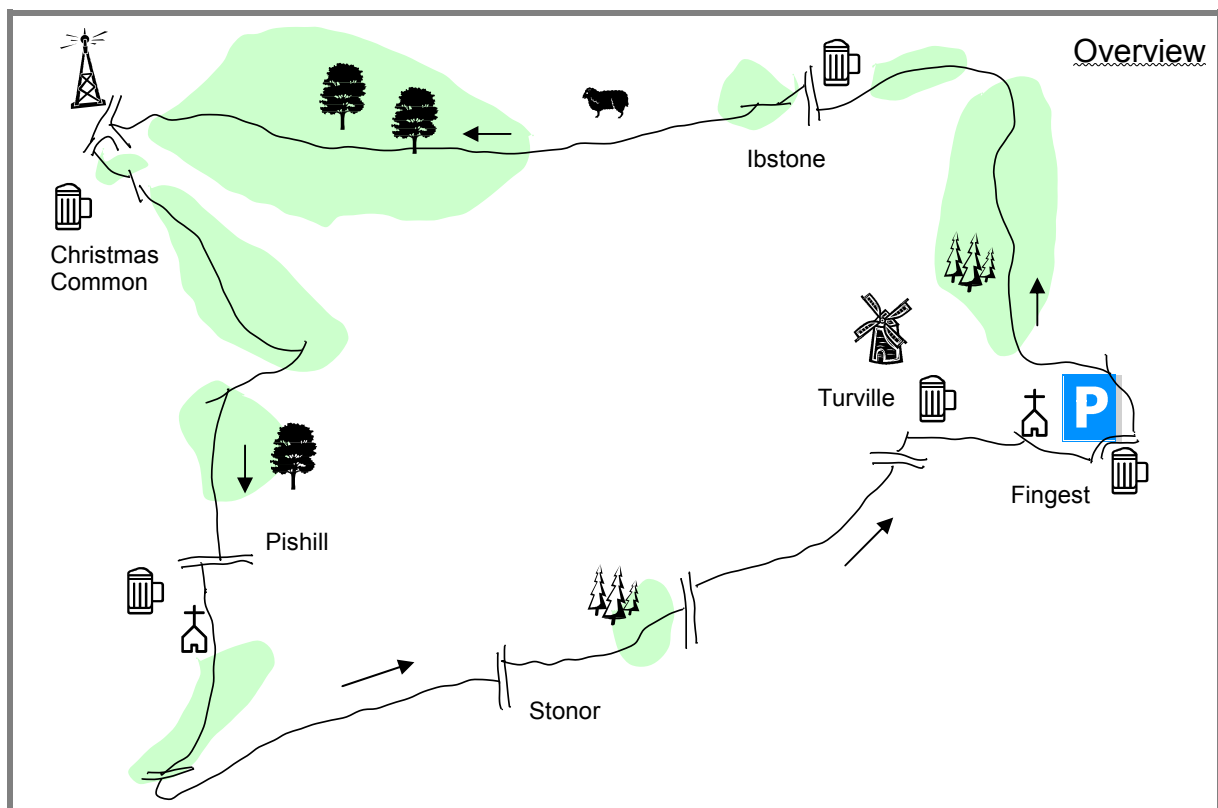 Overview
Ibstone
Christmas
Common
Turville
P
Fingest
Pishill
Stonor